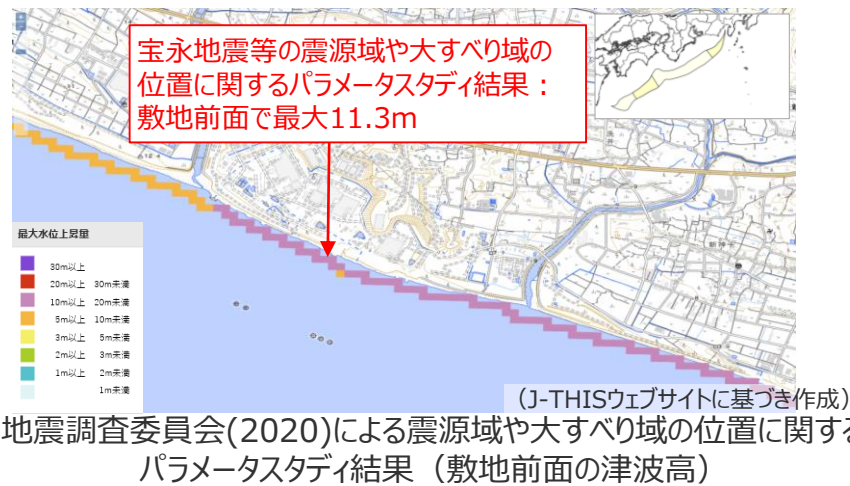 宝永地震等の震源域や大すべり域の
位置に関するパラメータスタディ結果：
敷地前面で最大11.3m
最大水位上昇量
30m以上
20m以上 30m未満
10m以上 20m未満
5m以上 10m未満
3m以上 5m未満
2m以上 3m未満
1m以上 2m未満
1m未満
（J-THISウェブサイトに基づき作成）
地震調査委員会(2020)による震源域や大すべり域の位置に関する
パラメータスタディ結果（敷地前面の津波高）